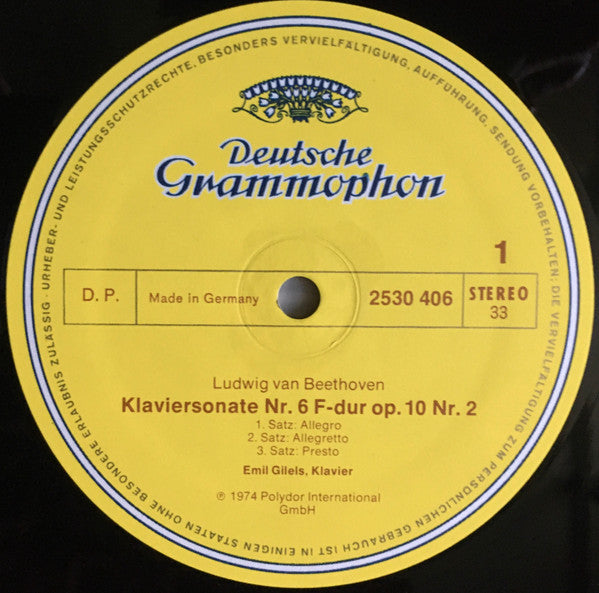 Deutsche
Grammophon
1
D. P.
Made in Germany
2530 406
STEREO
33
Ludwig van Beethoven
Klaviersonate Nr. 6 F-dur op. 10 Nr. 2
1. Satz: Allegro
2. Satz: Allegretto
3. Satz: Presto
Emil Gilels, Klavier
℗ 1974 Polydor International
GmbH
URHEBER- UND LEISTUNGSSCHUTZRECHTE, BESONDERS VERVIELFÄLTIGUNG, AUFFÜHRUNG, SENDUNG VORBEHALTEN; DIE VERVIELFÄLTIGUNG ZUM PERSÖNLICHEN GEBRAUCH IST IN EINIGEN STAATEN OHNE BESONDERE ERLAUBNIS ZULÄSSIG ·